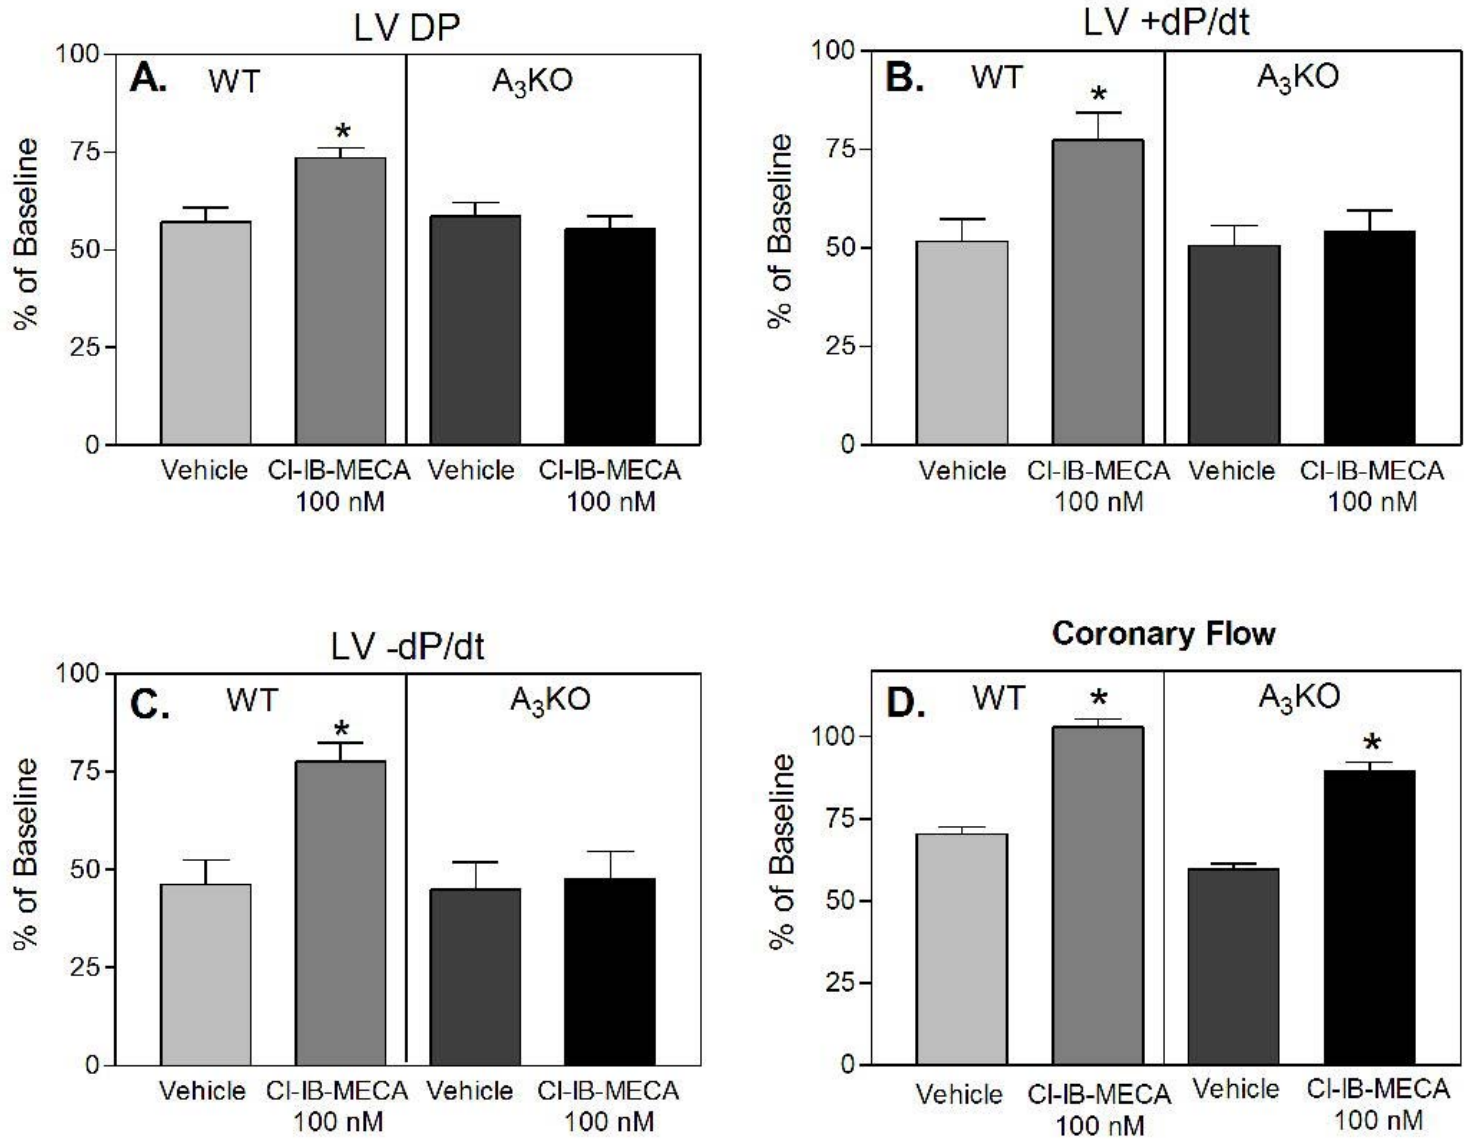 LV DP
A. WT A₃KO
100
75
50
25
0
% of Baseline
*
Vehicle Cl-IB-MECA Vehicle Cl-IB-MECA
100 nM 100 nM
LV +dP/dt
B. WT A₃KO
100
75
50
25
0
% of Baseline
*
Vehicle Cl-IB-MECA Vehicle Cl-IB-MECA
100 nM 100 nM
LV -dP/dt
C. WT A₃KO
100
75
50
25
0
% of Baseline
*
Vehicle Cl-IB-MECA Vehicle Cl-IB-MECA
100 nM 100 nM
Coronary Flow
D. WT * A₃KO
100
75
50
25
0
% of Baseline
*
Vehicle Cl-IB-MECA Vehicle Cl-IB-MECA
100 nM 100 nM